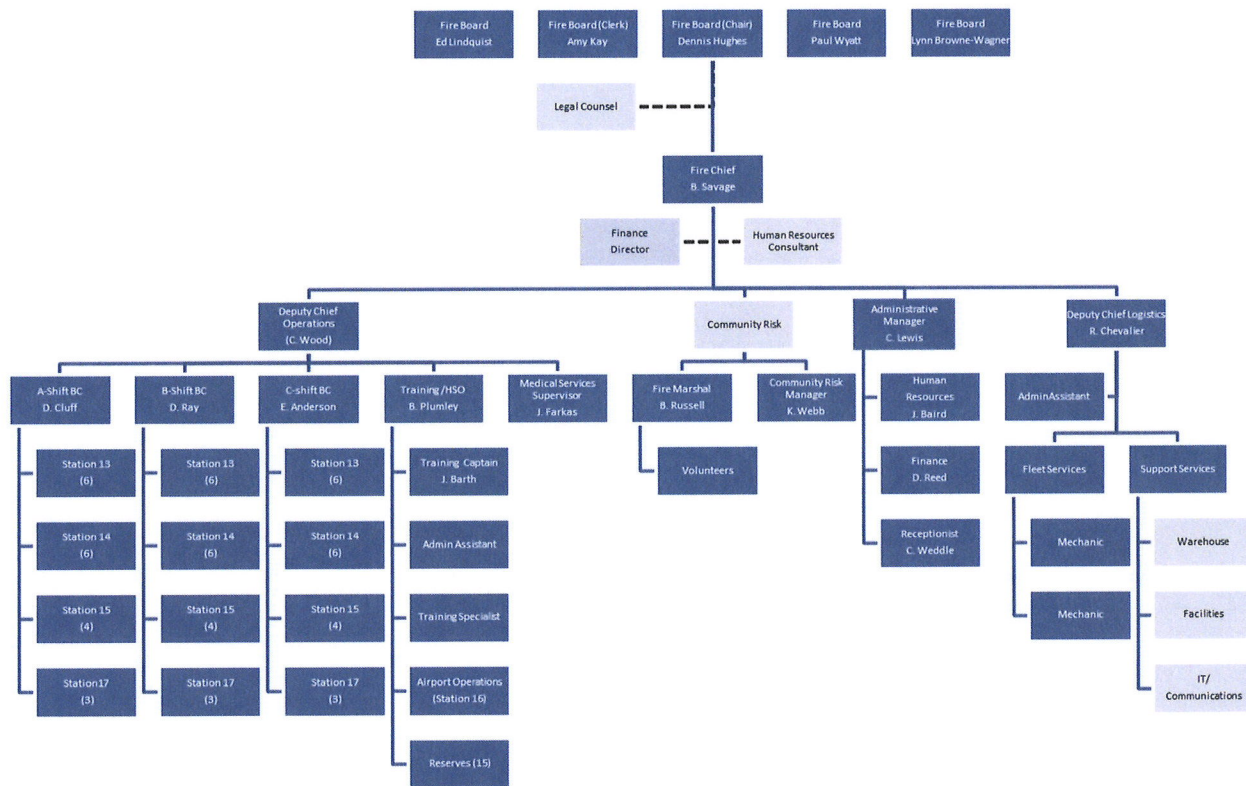 Fire Board
Ed Lindquist
Fire Board (Clerk)
Amy Kay
Fire Board (Chair)
Dennis Hughes
Fire Board
Paul Wyatt
Fire Board
Lynn Browne-Wagner
Legal Counsel
Fire Chief
B. Savage
Finance
Director
Human Resources
Consultant
Deputy Chief
Operations
(C. Wood)
Community Risk
Administrative
Manager
C. Lewis
Deputy Chief Logistics
R. Chevalier
A-Shift BC
D. Cluff
B-Shift BC
D. Ray
C-shift BC
E. Anderson
Training /HSO
B. Plumley
Medical Services
Supervisor
J. Farkas
Fire Marshal
B. Russell
Community Risk
Manager
K. Webb
Human
Resources
J. Baird
Admin Assistant
Station 13
(6)
Station 13
(6)
Station 13
(6)
Training Captain
J. Barth
Volunteers
Finance
D. Reed
Fleet Services
Support Services
Station 14
(6)
Station 14
(6)
Station 14
(6)
Admin Assistant
Receptionist
C. Weddle
Mechanic
Warehouse
Station 15
(4)
Station 15
(4)
Station 15
(4)
Training Specialist
Mechanic
Facilities
Station 17
(3)
Station 17
(3)
Station 17
(3)
Airport Operations
(Station 16)
IT/
Communications
Reserves (15)